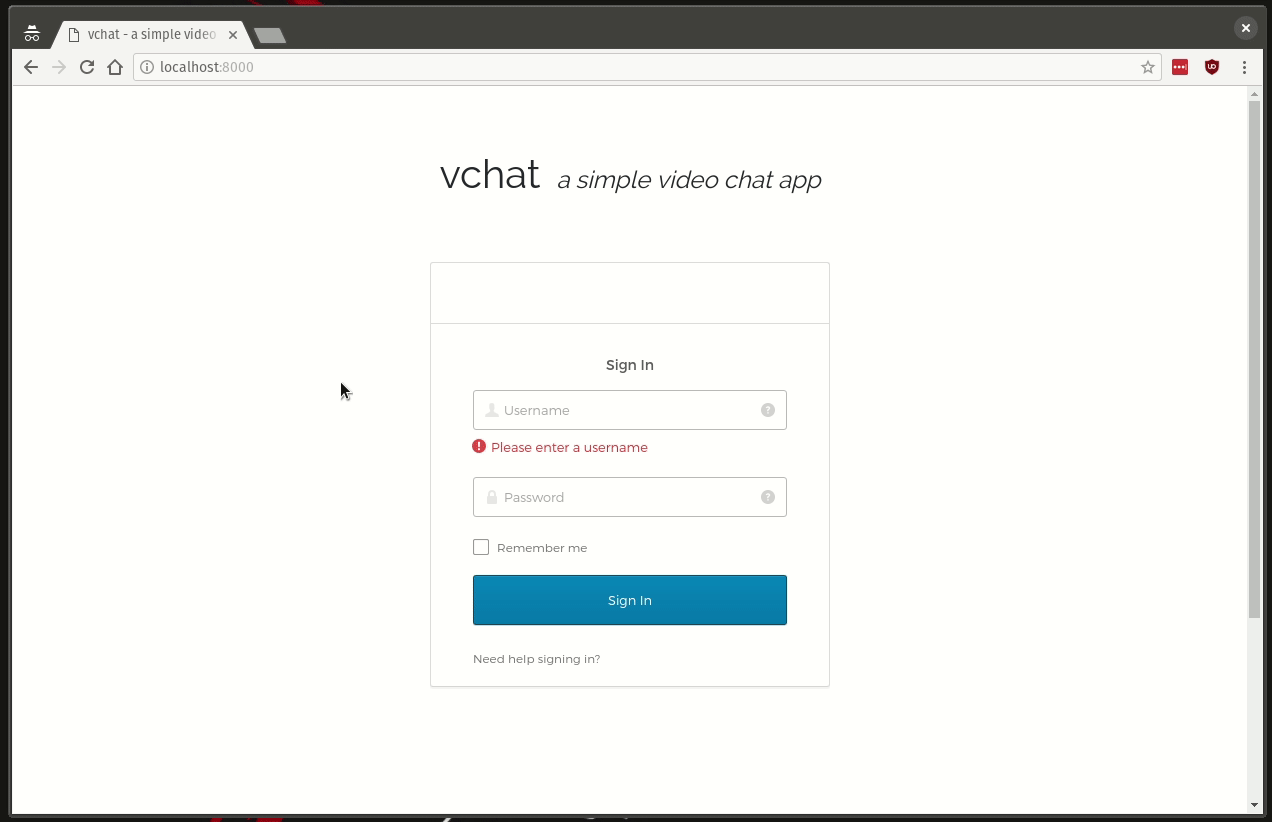 vchat - a simple video
localhost:8000
vchat a simple video chat app
Sign In
Username
Please enter a username
Password
Remember me
Sign In
Need help signing in?